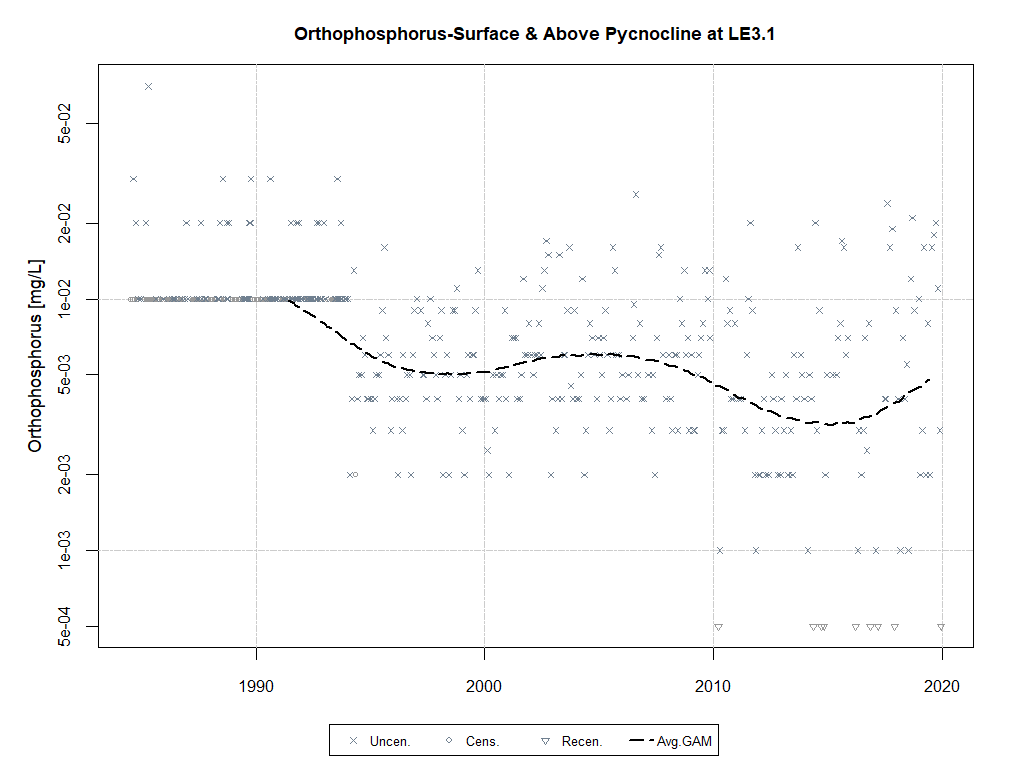 Orthophosphorus-Surface & Above Pycnocline at LE3.1
Orthophosphorus [mg/L]
5e-02
2e-02
1e-02
5e-03
2e-03
1e-03
5e-04
1990 2000 2010 2020
Uncen. Cens. Recen. Avg.GAM